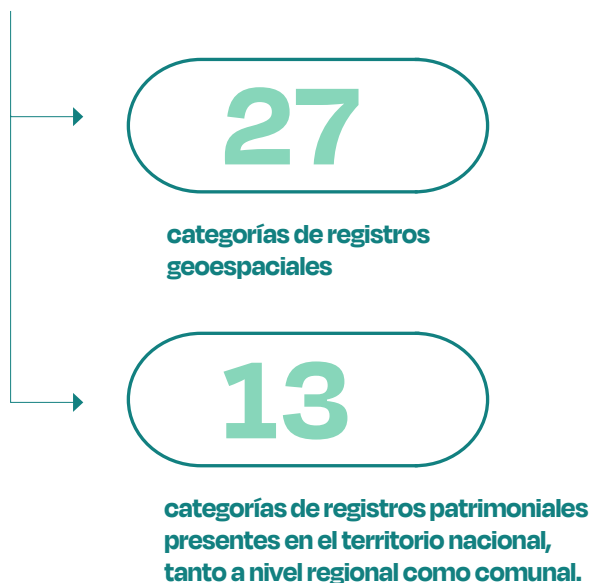 27
categorías de registros
geoespaciales
13
categorías de registros patrimoniales
presentes en el territorio nacional,
tanto a nivel regional como comunal.